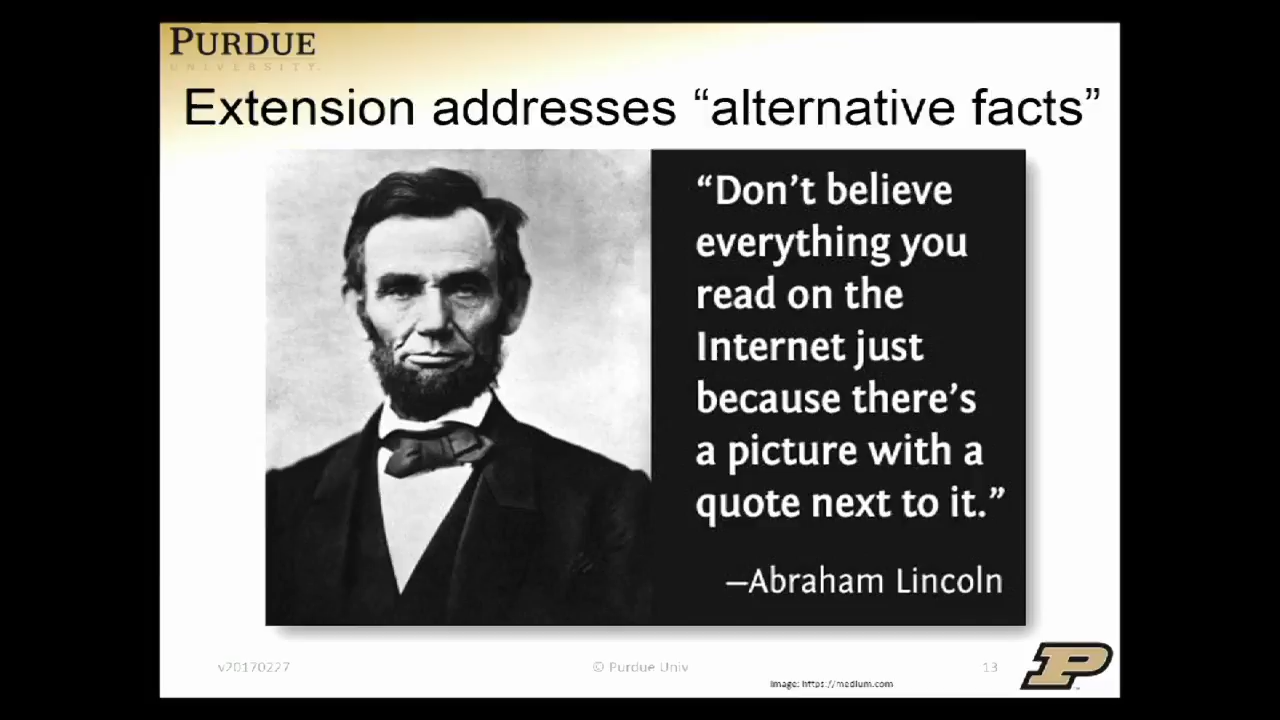 PURDUE
UNIVERSITY.
Extension addresses “alternative facts”
“Don’t believe
everything you
read on the
Internet just
because there’s
a picture with a
quote next to it.”
—Abraham Lincoln
v20170227
© Purdue Univ
13
Image: https://medium.com
P